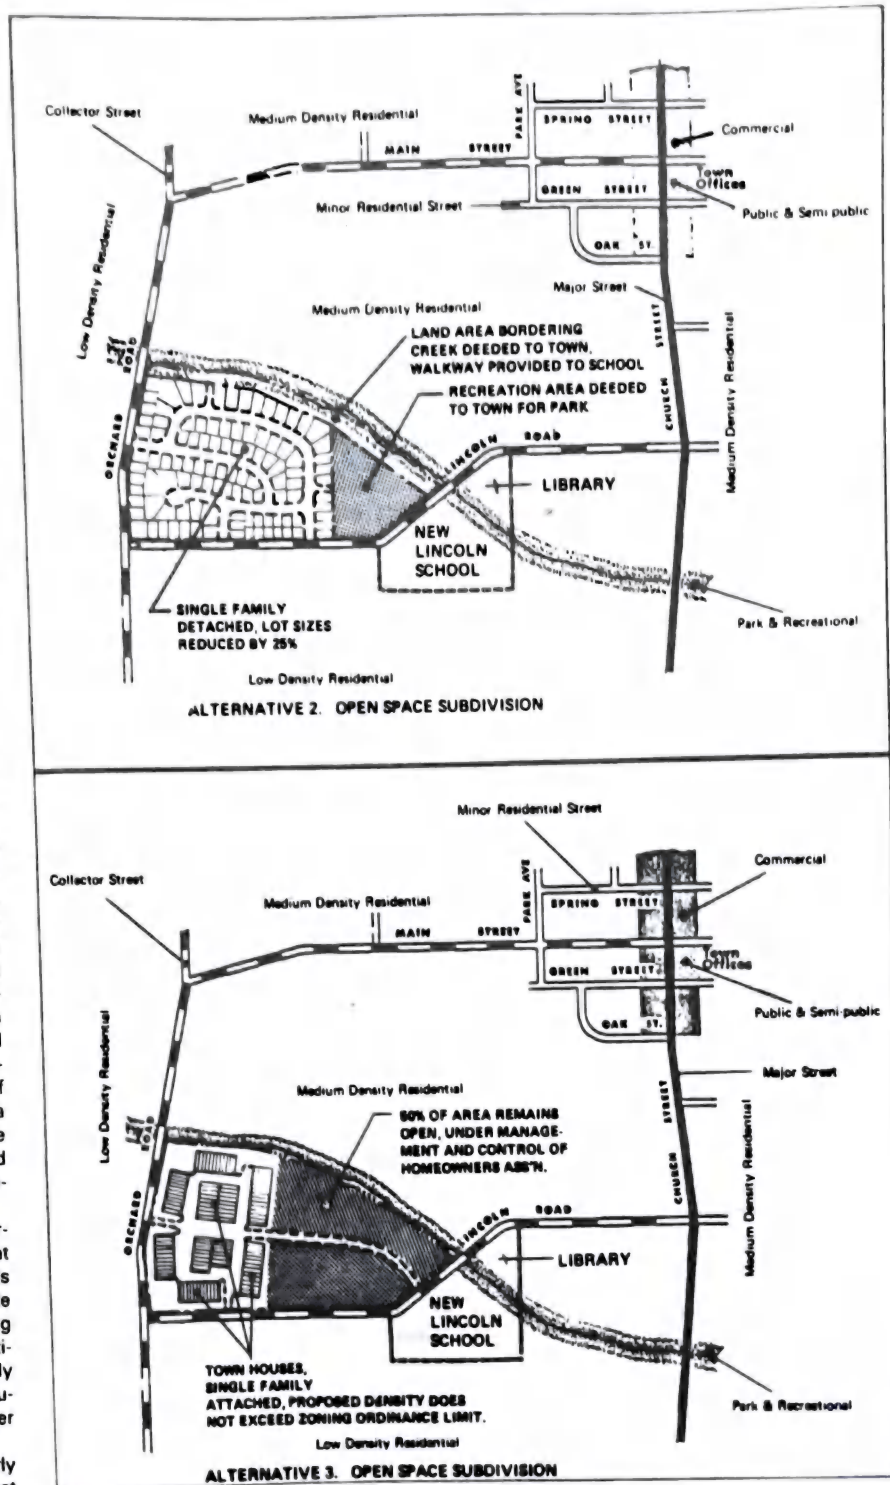 Collector Street
Medium Density Residential
MAIN STREET
PARK AVE
SPRING STREET
Commercial
Town
Offices
GREEN STREET
Minor Residential Street
Public & Semi-public
OAK ST.
Low Density Residential
Major Street
Medium Density Residential
LAND AREA BORDERING
CREEK DEEDED TO TOWN,
WALKWAY PROVIDED TO SCHOOL
RECREATION AREA DEEDED
TO TOWN FOR PARK
CHURCH STREET
Medium Density Residential
ORCHARD ROAD
LINCOLN ROAD
LIBRARY
NEW
LINCOLN
SCHOOL
SINGLE FAMILY
DETACHED, LOT SIZES
REDUCED BY 25%
Park & Recreational
Low Density Residential
ALTERNATIVE 2. OPEN SPACE SUBDIVISION
Minor Residential Street
Commercial
Collector Street
Medium Density Residential
MAIN STREET
PARK AVE
SPRING STREET
Town
Offices
GREEN STREET
Public & Semi-public
OAK ST.
Low Density Residential
Major Street
Medium Density Residential
50% OF AREA REMAINS
OPEN, UNDER MANAGE-
MENT AND CONTROL OF
HOMEOWNERS ASS'N.
CHURCH STREET
Medium Density Residential
ORCHARD ROAD
LINCOLN ROAD
LIBRARY
NEW
LINCOLN
SCHOOL
TOWN HOUSES,
SINGLE FAMILY
ATTACHED, PROPOSED DENSITY DOES
NOT EXCEED ZONING ORDINANCE LIMIT.
Park & Recreational
Low Density Residential
ALTERNATIVE 3. OPEN SPACE SUBDIVISION